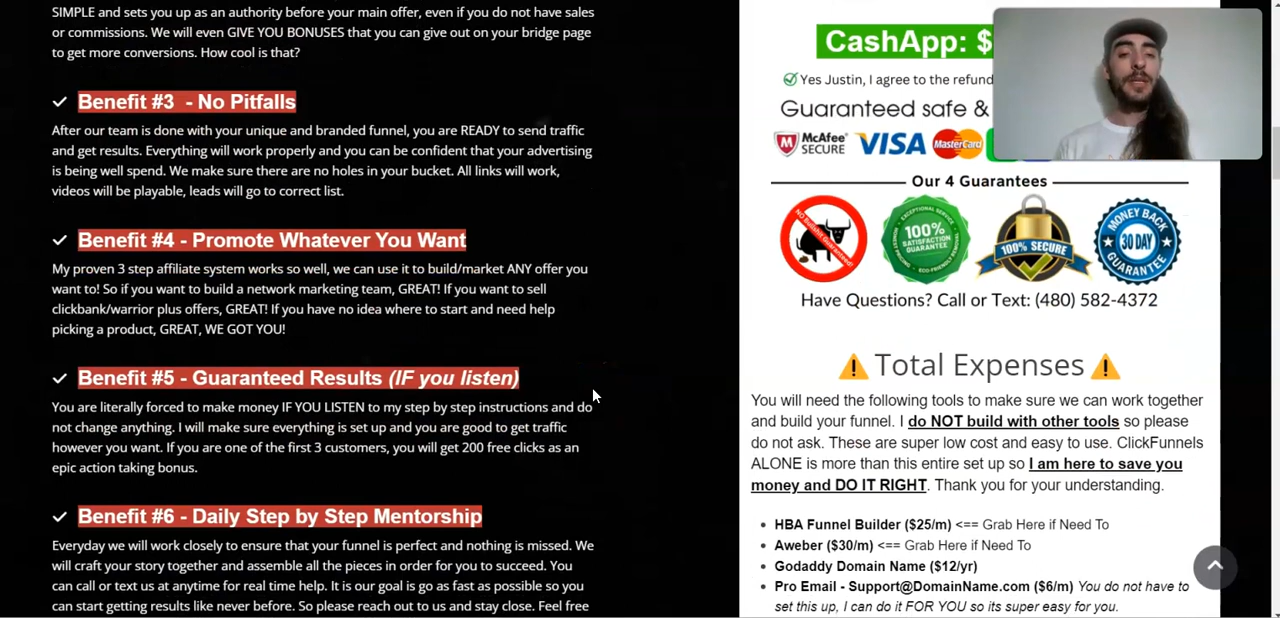 SIMPLE and sets you up as an authority before your main offer, even if you do not have sales
or commissions. We will even GIVE YOU BONUSES that you can give out on your bridge page
to get more conversions. How cool is that?
Benefit #3 - No Pitfalls
After our team is done with your unique and branded funnel, you are READY to send traffic
and get results. Everything will work properly and you can be confident that your advertising
is being well spend. We make sure there are no holes in your bucket. All links will work,
videos will be playable, leads will go to correct list.
Benefit #4 - Promote Whatever You Want
My proven 3 step affiliate system works so well, we can use it to build/market ANY offer you
want to! So if you want to build a network marketing team, GREAT! If you want to sell
clickbank/warrior plus offers, GREAT! If you have no idea where to start and need help
picking a product, GREAT, WE GOT YOU!
Benefit #5 - Guaranteed Results (IF you listen)
You are literally forced to make money IF YOU LISTEN to my step by step instructions and do
not change anything. I will make sure everything is set up and you are good to get traffic
however you want. If you are one of the first 3 customers, you will get 200 free clicks as an
epic action taking bonus.
Benefit #6 - Daily Step by Step Mentorship
Everyday we will work closely to ensure that your funnel is perfect and nothing is missed. We
will craft your story together and assemble all the pieces in order for you to succeed. You
can call or text us at anytime for real time help. It is our goal is go as fast as possible so you
can start getting results like never before. So please reach out to us and stay close. Feel free
CashApp: $
Yes Justin, I agree to the refund
Guaranteed safe &
McAfee SECURE VISA MasterCard
Our 4 Guarantees
100% SATISFACTION GUARANTEE
100% SECURE
MONEY BACK 30 DAY GUARANTEE
Have Questions? Call or Text: (480) 582-4372
Total Expenses
You will need the following tools to make sure we can work together
and build your funnel. I do NOT build with other tools so please
do not ask. These are super low cost and easy to use. ClickFunnels
ALONE is more than this entire set up so I am here to save you
money and DO IT RIGHT. Thank you for your understanding.
HBA Funnel Builder ($25/m) <== Grab Here if Need To
Aweber ($30/m) <== Grab Here if Need To
Godaddy Domain Name ($12/yr)
Pro Email - Support@DomainName.com ($6/m) You do not have to
set this up, I can do it FOR YOU so its super easy for you.